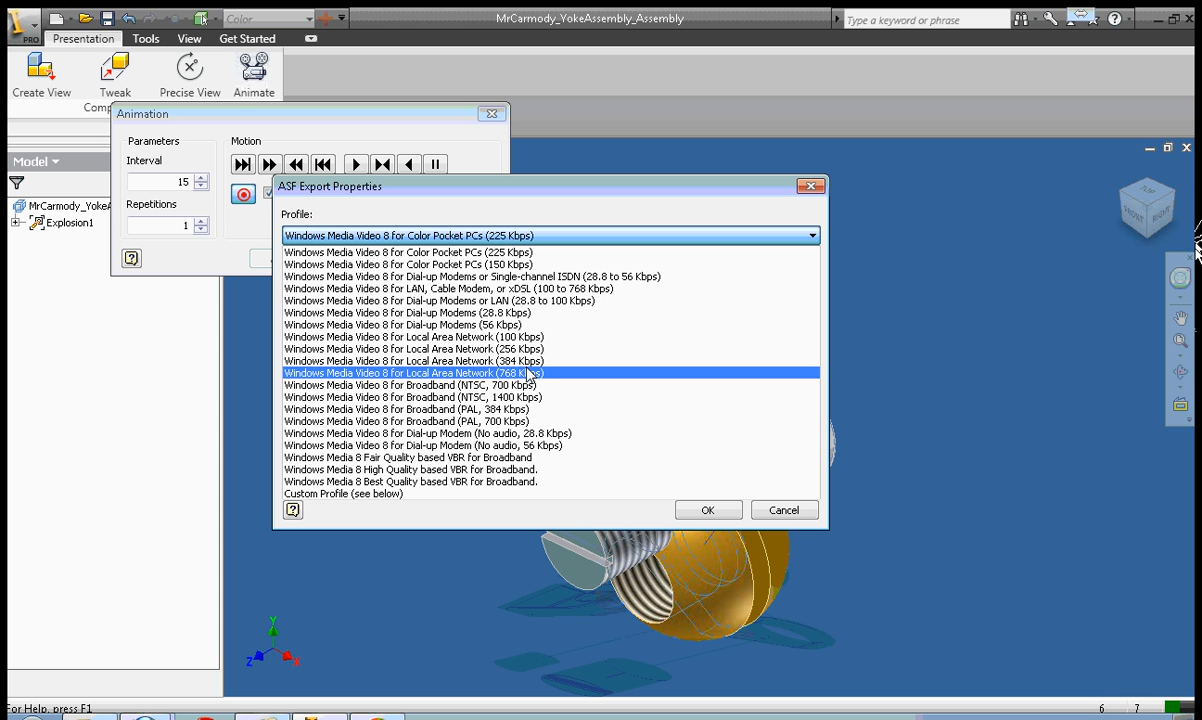 Color
MrCarmody_YokeAssembly_Assembly
Type a keyword or phrase
PRO
Presentation
Tools
View
Get Started
Create View
Tweak
Precise View
Animate
Animation
Parameters
Motion
Interval
15
Repetitions
1
Model
Explosion1
ASF Export Properties
Profile:
Windows Media Video 8 for Color Pocket PCs (225 Kbps)
Windows Media Video 8 for Color Pocket PCs (225 Kbps)
Windows Media Video 8 for Color Pocket PCs (150 Kbps)
Windows Media Video 8 for Dial-up Modems or Single-channel ISDN (28.8 to 56 Kbps)
Windows Media Video 8 for LAN, Cable Modem, or xDSL (100 to 768 Kbps)
Windows Media Video 8 for Dial-up Modems or LAN (28.8 to 100 Kbps)
Windows Media Video 8 for Dial-up Modems (28.8 Kbps)
Windows Media Video 8 for Dial-up Modems (56 Kbps)
Windows Media Video 8 for Local Area Network (100 Kbps)
Windows Media Video 8 for Local Area Network (256 Kbps)
Windows Media Video 8 for Local Area Network (384 Kbps)
Windows Media Video 8 for Local Area Network (768 Kbps)
Windows Media Video 8 for Broadband (NTSC, 700 Kbps)
Windows Media Video 8 for Broadband (NTSC, 1400 Kbps)
Windows Media Video 8 for Broadband (PAL, 384 Kbps)
Windows Media Video 8 for Broadband (PAL, 700 Kbps)
Windows Media Video 8 for Dial-up Modem (No audio, 28.8 Kbps)
Windows Media Video 8 for Dial-up Modem (No audio, 56 Kbps)
Windows Media 8 Fair Quality based VBR for Broadband
Windows Media 8 High Quality based VBR for Broadband.
Windows Media 8 Best Quality based VBR for Broadband.
Custom Profile (see below)
OK
Cancel
TOP
FRONT
RIGHT
Y
Z
X
For Help, press F1
6
7